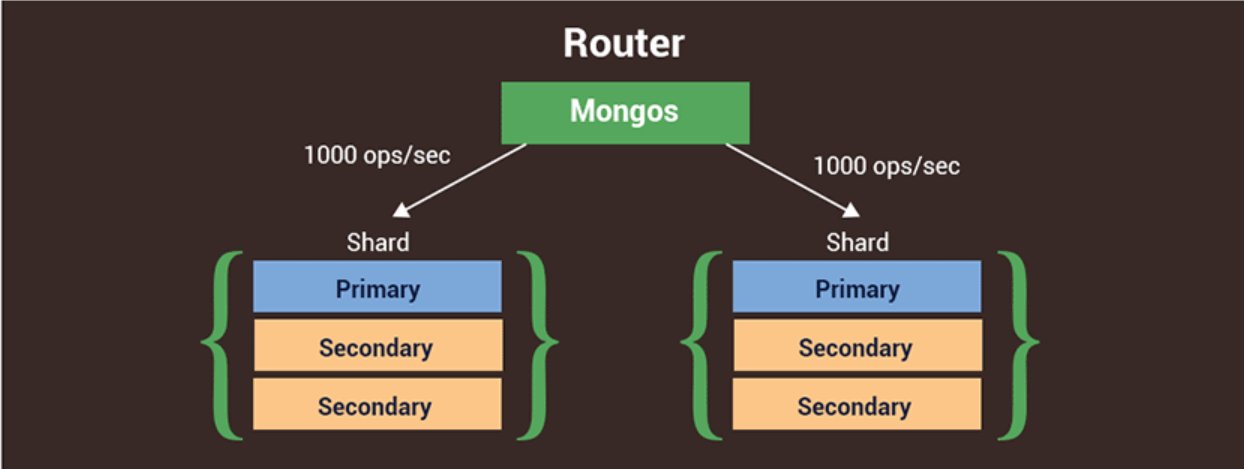 Router
Mongos
1000 ops/sec
1000 ops/sec
Shard
Shard
Primary
Primary
Secondary
Secondary
Secondary
Secondary